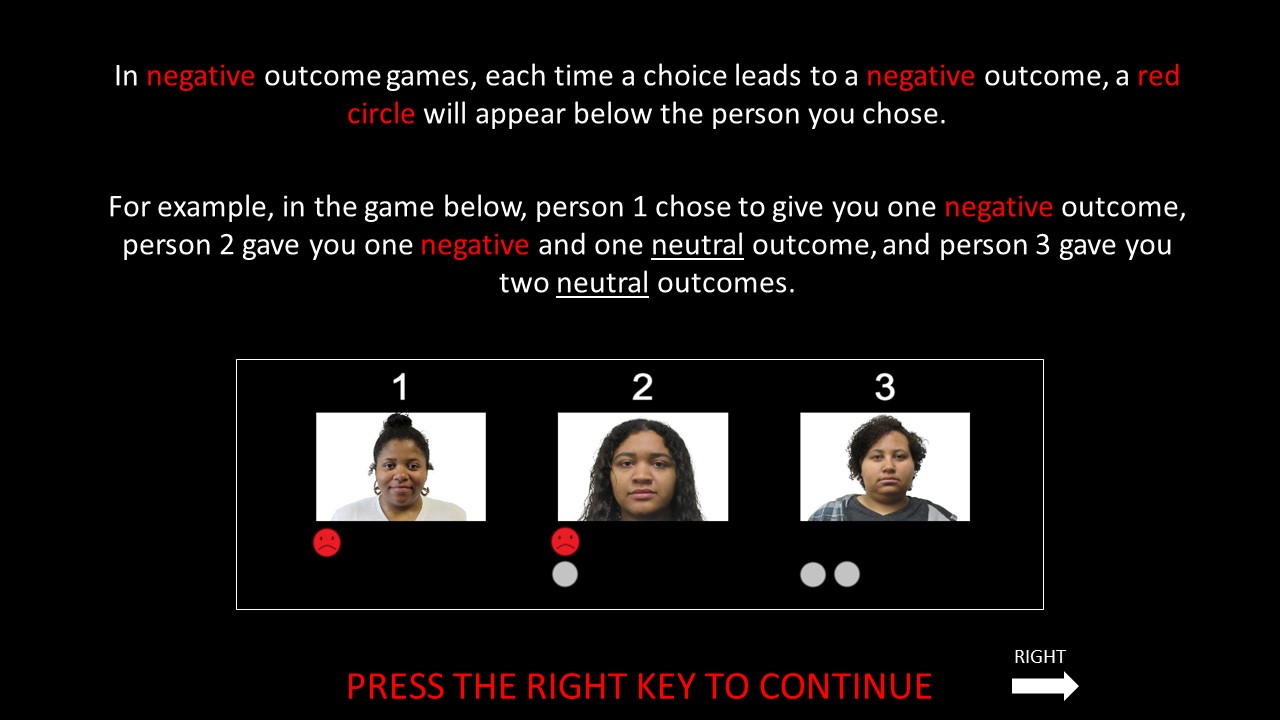 In negative outcome games, each time a choice leads to a negative outcome, a red
circle will appear below the person you chose.
For example, in the game below, person 1 chose to give you one negative outcome,
person 2 gave you one negative and one neutral outcome, and person 3 gave you
two neutral outcomes.
1 2 3
RIGHT
PRESS THE RIGHT KEY TO CONTINUE